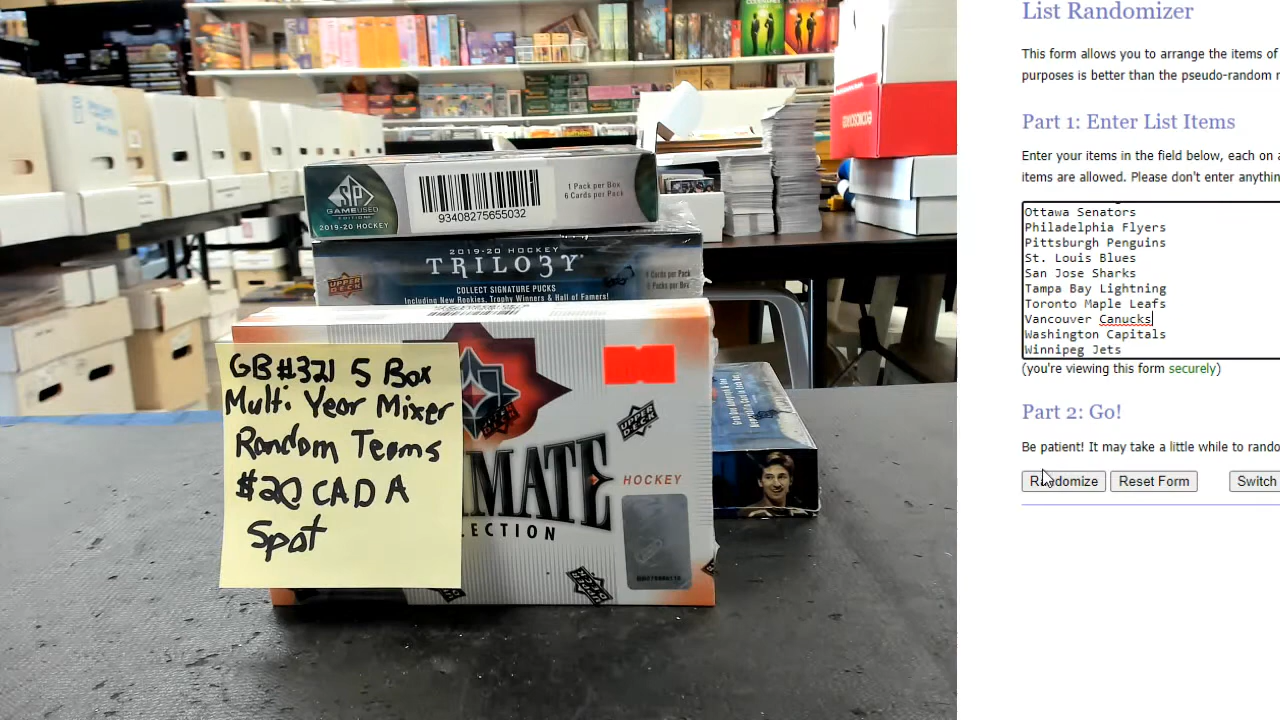 SP
GAMEUSED
EDITION
2019-20 HOCKEY
93408275655032
1 Pack per Box
6 Cards per Pack
2019-20 HOCKEY
TRILO3Y
UPPER DECK
COLLECT SIGNATURE PUCKS
Including New Rookies, Trophy Winners & Hall of Famers!
GB#321 5 Box
Multi Year Mixer
Random Teams
#20 CAD A
Spot
IMATE
LECTION
HOCKEY
UPPER DECK
List Randomizer
This form allows you to arrange the items of
purposes is better than the pseudo-random
Part 1: Enter List Items
Enter your items in the field below, each on
items are allowed. Please don't enter anythin
Ottawa Senators
Philadelphia Flyers
Pittsburgh Penguins
St. Louis Blues
San Jose Sharks
Tampa Bay Lightning
Toronto Maple Leafs
Vancouver Canucks
Washington Capitals
Winnipeg Jets
(you're viewing this form securely)
Part 2: Go!
Be patient! It may take a little while to rando
Randomize
Reset Form
Switch